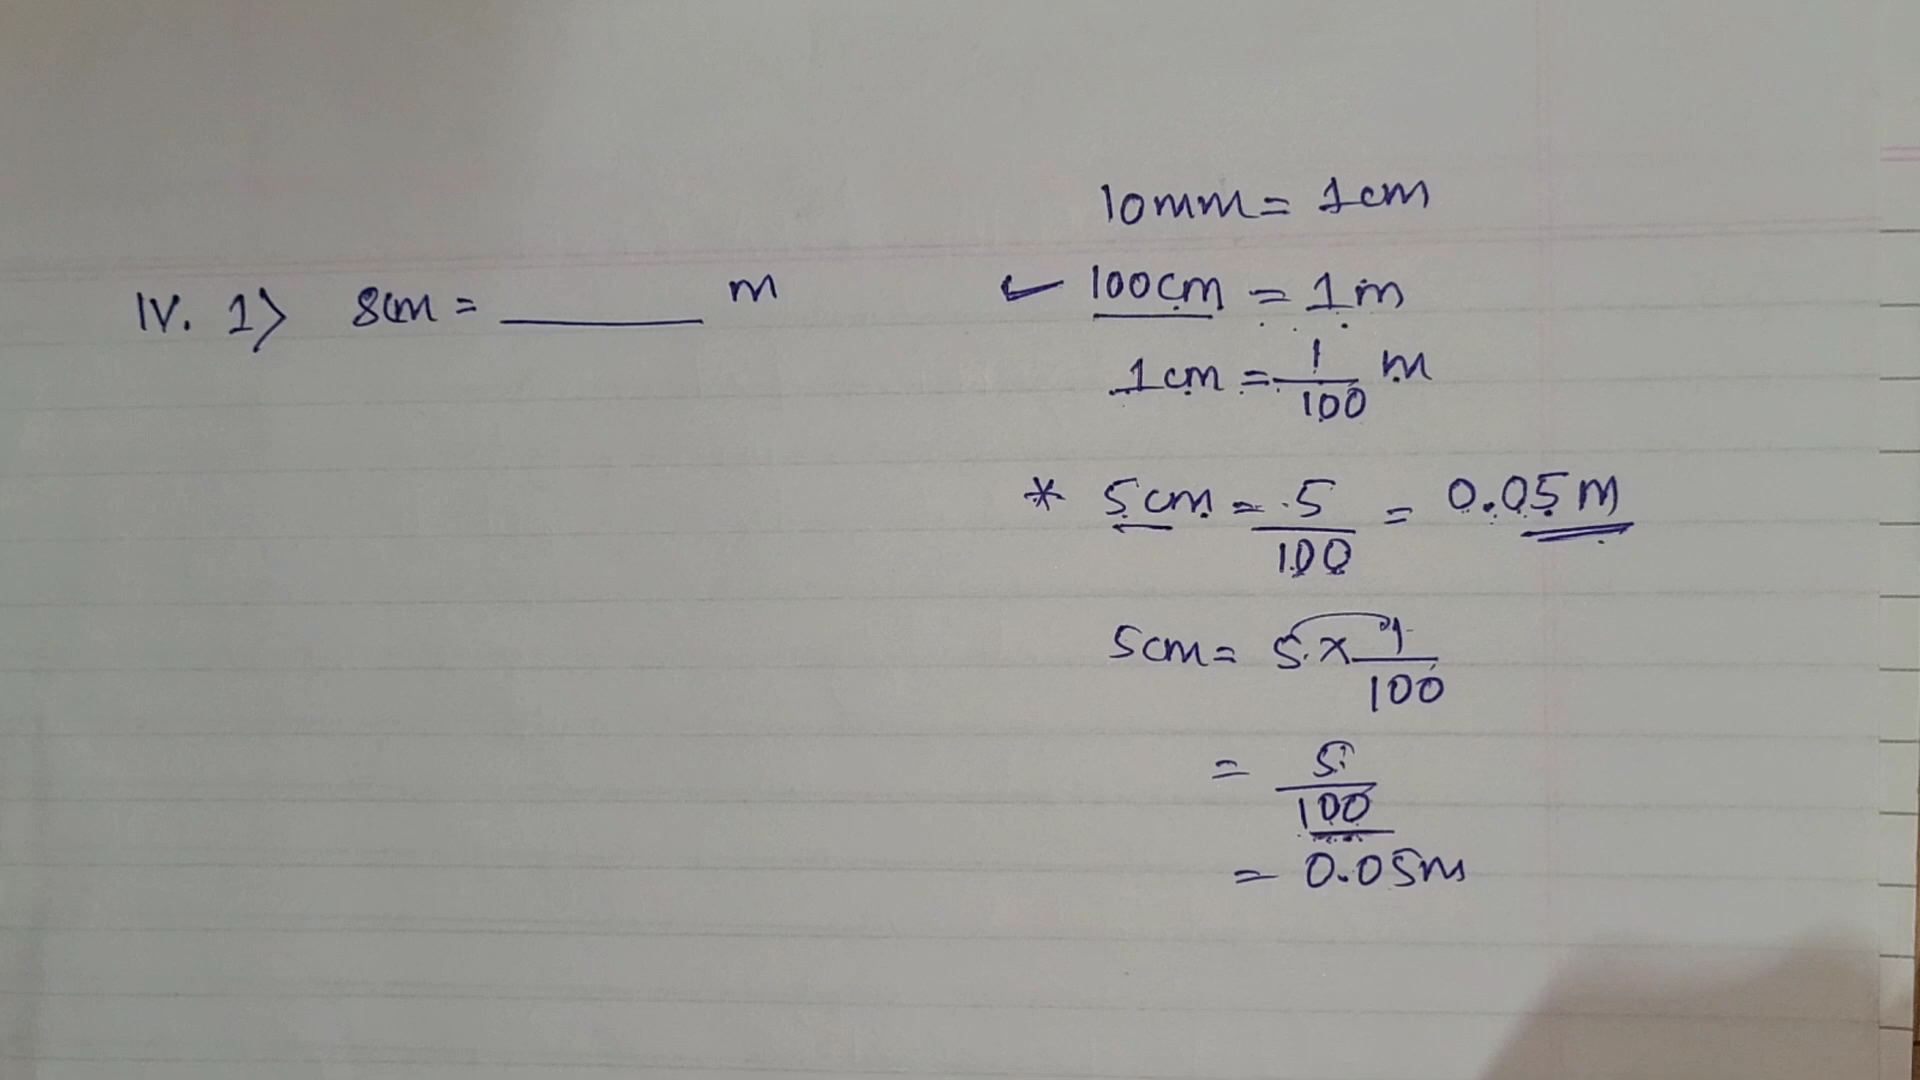 IV. 1) 8cm = ________ m
10mm = 1cm
✓ 100cm = 1m
1cm = 1/100 m
* 5cm = 5/100 = 0.05m
5cm = 5 × 1/100
= 5/100
= 0.05m